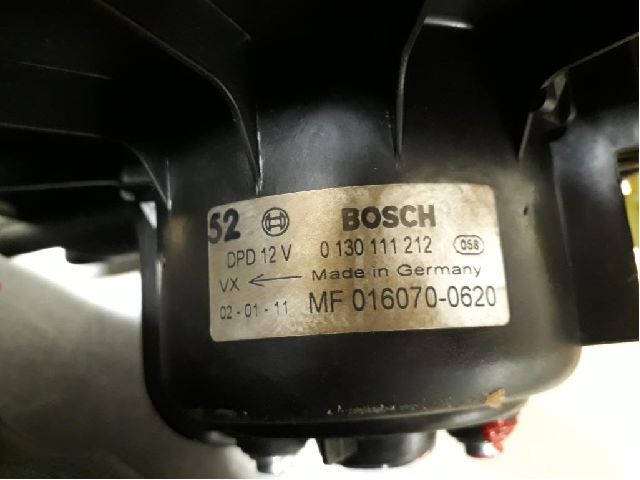 52 BOSCH
DPD 12 V 0 130 111 212 058
VX ← Made in Germany
02-01-11 MF 016070-0620